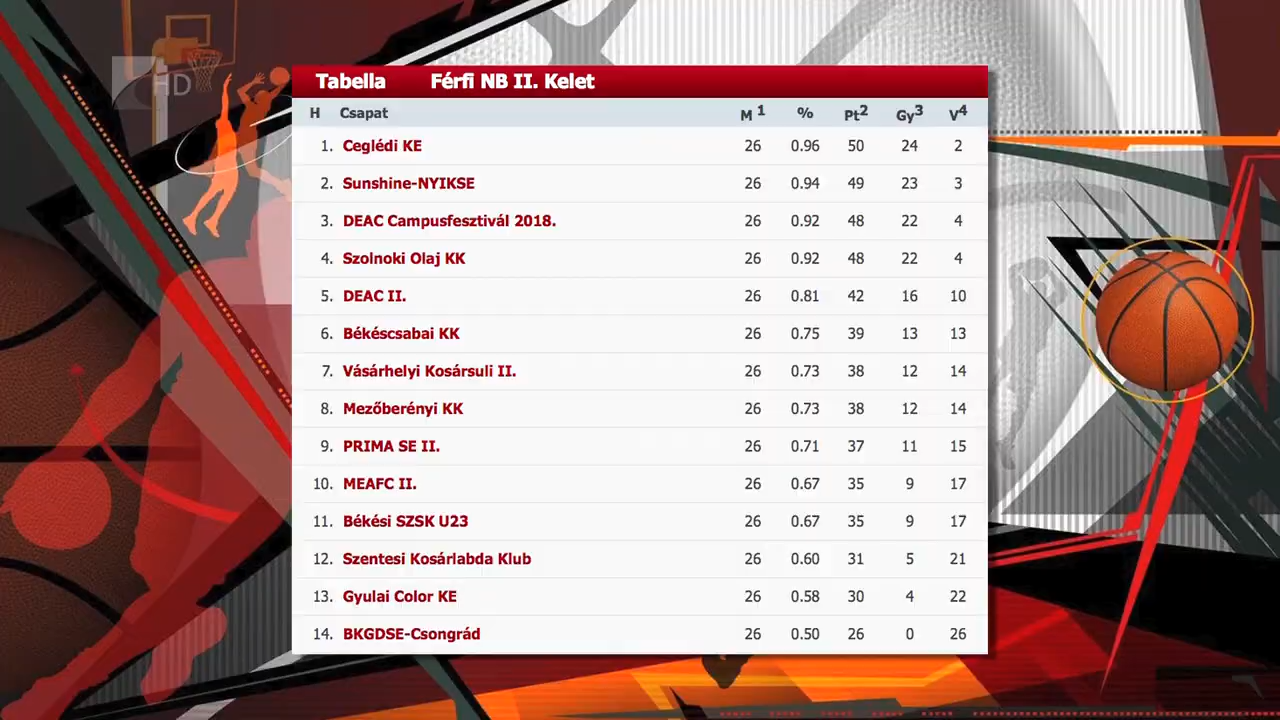 HD
Tabella Férfi NB II. Kelet
H Csapat M 1 % Pt2 Gy3 V4
1. Ceglédi KE 26 0.96 50 24 2
2. Sunshine-NYIKSE 26 0.94 49 23 3
3. DEAC Campusfesztivál 2018. 26 0.92 48 22 4
4. Szolnoki Olaj KK 26 0.92 48 22 4
5. DEAC II. 26 0.81 42 16 10
6. Békéscsabai KK 26 0.75 39 13 13
7. Vásárhelyi Kosársuli II. 26 0.73 38 12 14
8. Mezőberényi KK 26 0.73 38 12 14
9. PRIMA SE II. 26 0.71 37 11 15
10. MEAFC II. 26 0.67 35 9 17
11. Békési SZSK U23 26 0.67 35 9 17
12. Szentesi Kosárlabda Klub 26 0.60 31 5 21
13. Gyulai Color KE 26 0.58 30 4 22
14. BKGDSE-Csongrád 26 0.50 26 0 26